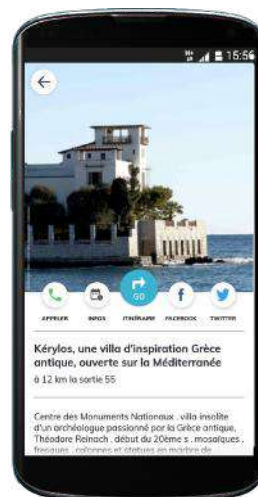 15:56
GO
APPELER INFOS ITINÉRAIRE FACEBOOK TWITTER
Kérylos, une villa d'inspiration Grèce
antique, ouverte sur la Méditerranée
à 12 km la sortie 55
Centre des Monuments Nationaux . villa insolite
d'un archéologue passionné par la Grèce antique,
Théodore Reinach . début du 20ème s . mosaïques .
fresques . colonnes et statues en marbre de